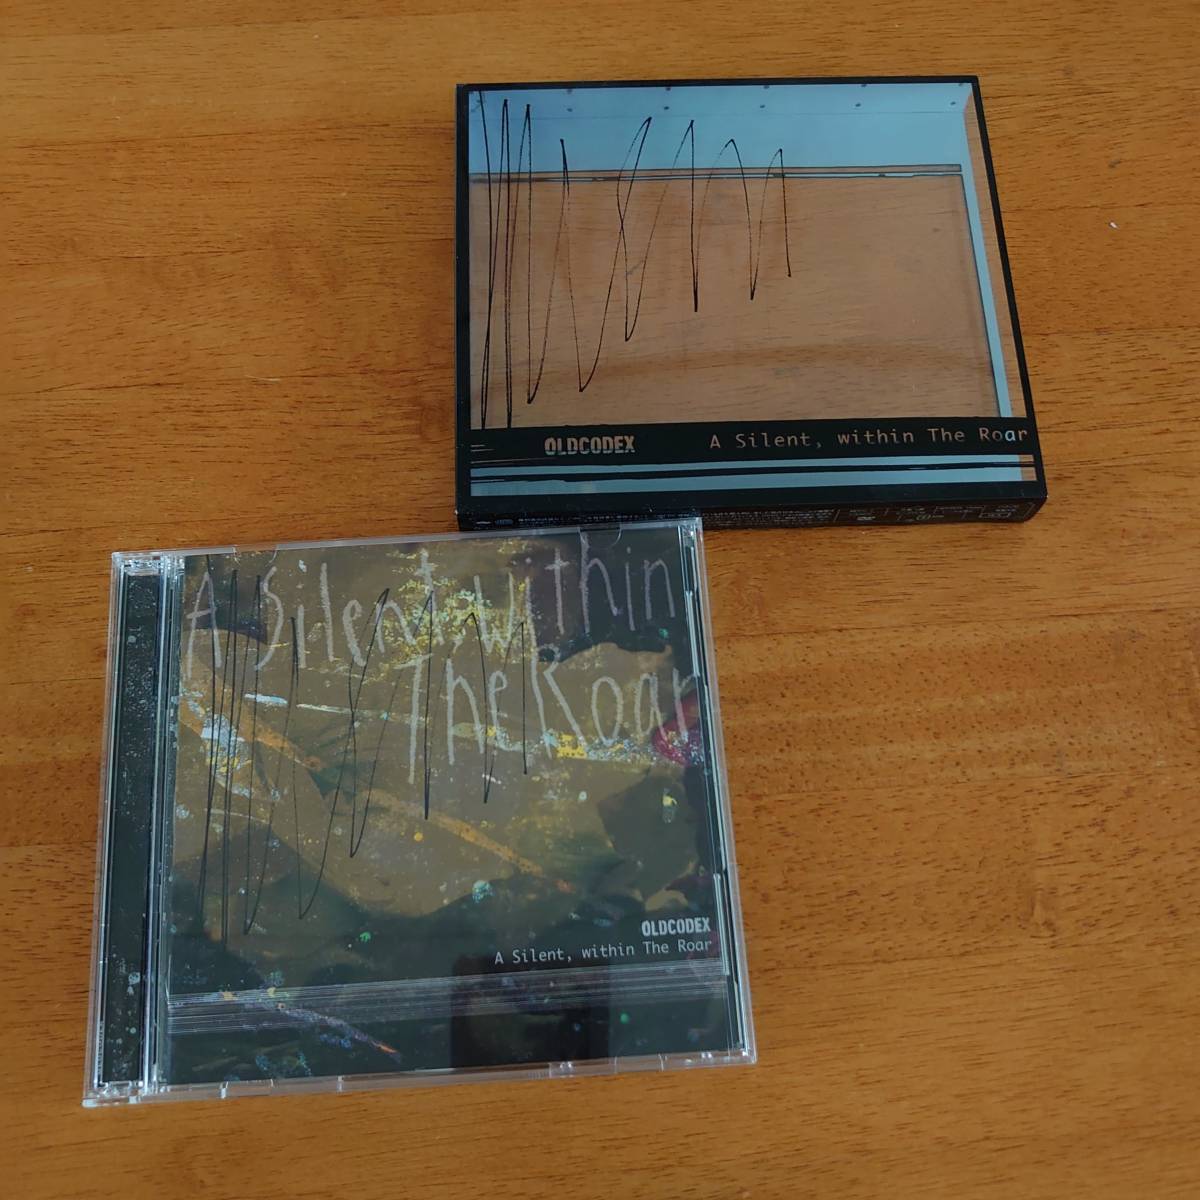 OLDCODEX A Silent, within The Roar
A Silent, within
The Roar
OLDCODEX
A Silent, within The Roar